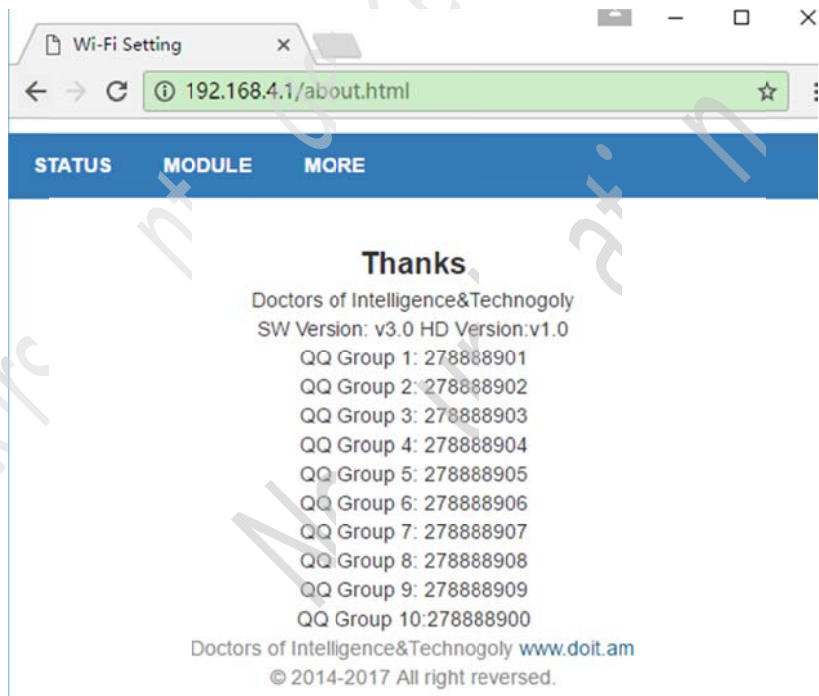 Wi-Fi Setting
192.168.4.1/about.html
STATUS MODULE MORE
Thanks
Doctors of Intelligence&Technogoly
SW Version: v3.0 HD Version:v1.0
QQ Group 1: 278888901
QQ Group 2: 278888902
QQ Group 3: 278888903
QQ Group 4: 278888904
QQ Group 5: 278888905
QQ Group 6: 278888906
QQ Group 7: 278888907
QQ Group 8: 278888908
QQ Group 9: 278888909
QQ Group 10:278888900
Doctors of Intelligence&Technogoly www.doit.am
© 2014-2017 All right reversed.